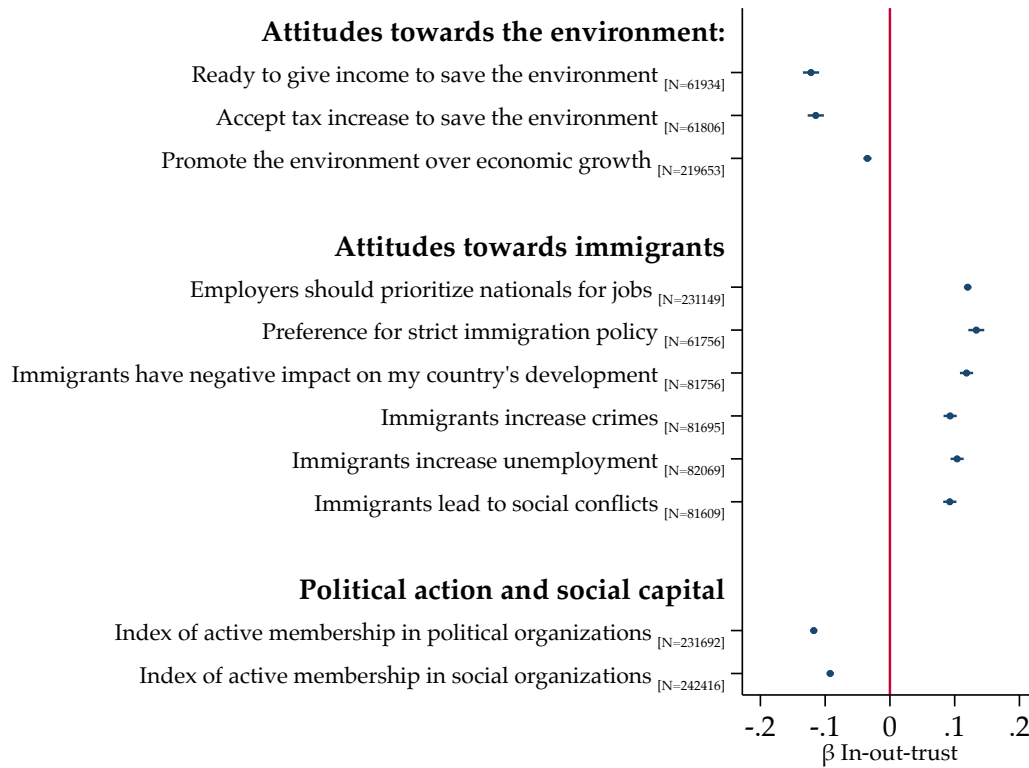 Attitudes towards the environment:
Ready to give income to save the environment [N=61934]
Accept tax increase to save the environment [N=61806]
Promote the environment over economic growth [N=219653]
Attitudes towards immigrants
Employers should prioritize nationals for jobs [N=231149]
Preference for strict immigration policy [N=61756]
Immigrants have negative impact on my country's development [N=81756]
Immigrants increase crimes [N=81695]
Immigrants increase unemployment [N=82069]
Immigrants lead to social conflicts [N=81609]
Political action and social capital
Index of active membership in political organizations [N=231692]
Index of active membership in social organizations [N=242416]
-.2 -.1 0 .1 .2
β In-out-trust